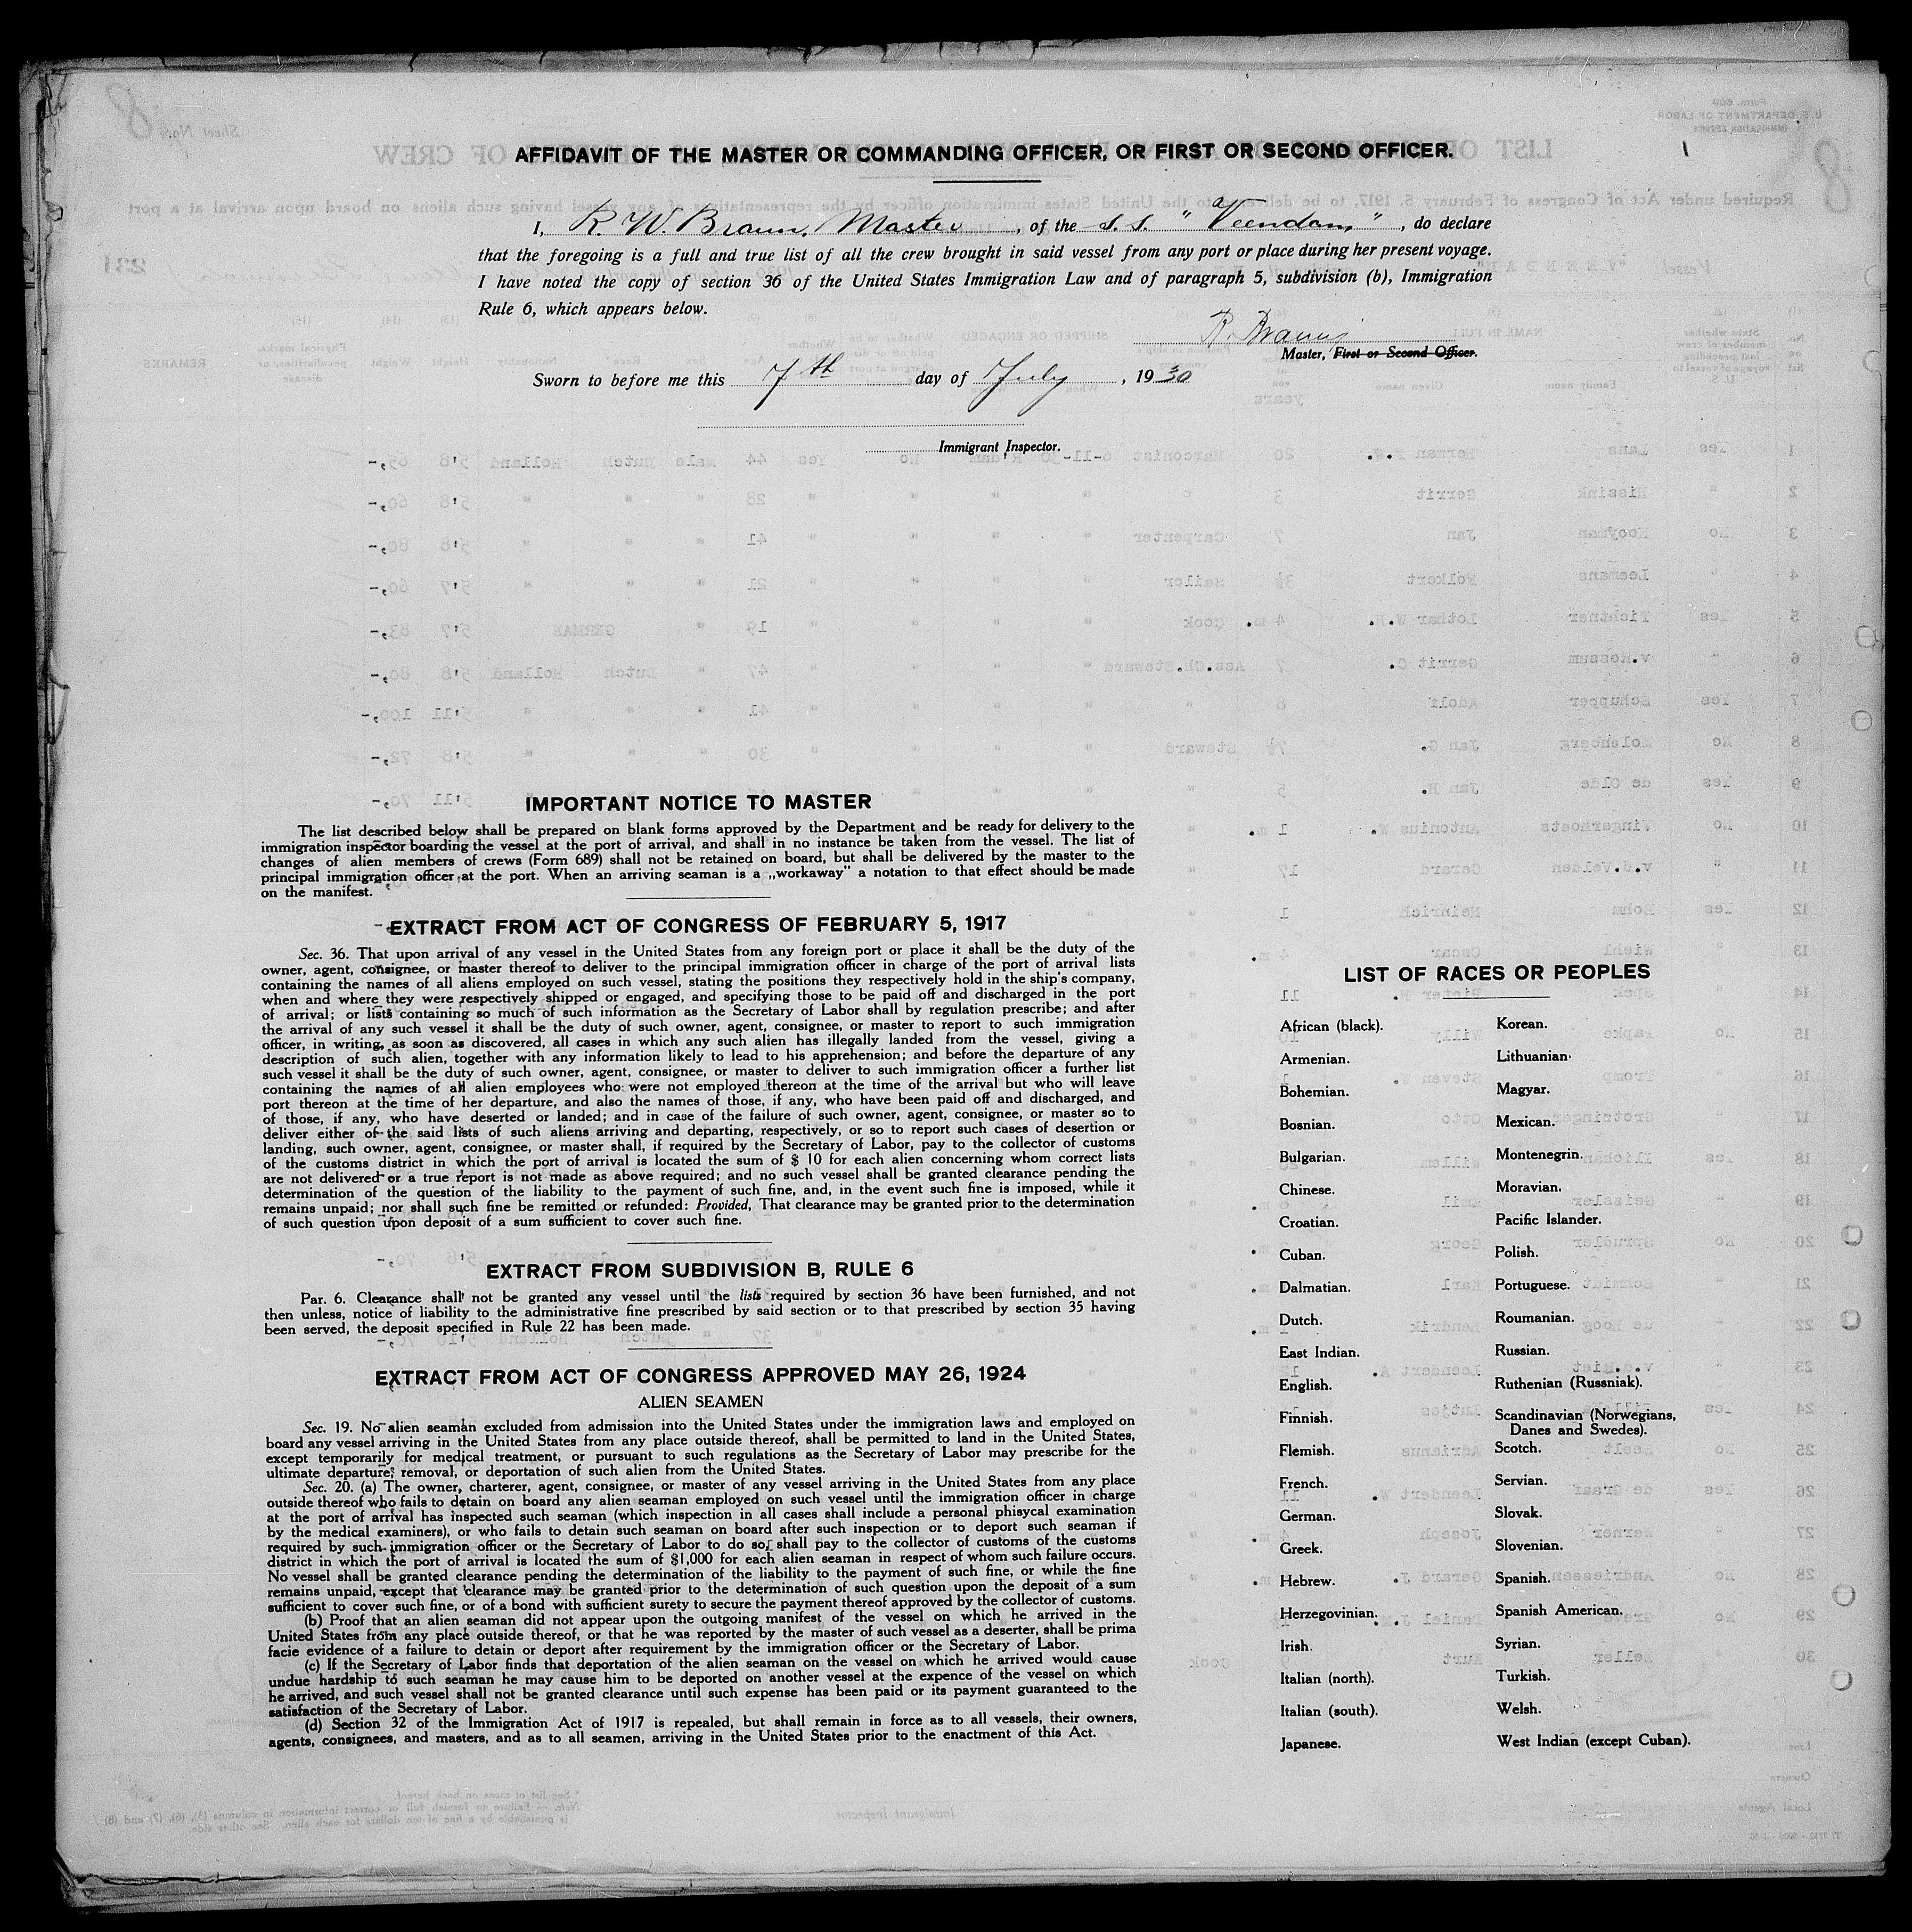 AFFIDAVIT OF THE MASTER OR COMMANDING OFFICER, OR FIRST OR SECOND OFFICER.
I, R. W. Braun, Master, of the S.S. "Veendam", do declare
that the foregoing is a full and true list of all the crew brought in said vessel from any port or place during her present voyage.
I have noted the copy of section 36 of the United States Immigration Law and of paragraph 5, subdivision (b), Immigration
Rule 6, which appears below.
R. Braun
Master, First or Second Officer.
Sworn to before me this 7th day of July, 1930
Immigrant Inspector.
IMPORTANT NOTICE TO MASTER
The list described below shall be prepared on blank forms approved by the Department and be ready for delivery to the
immigration inspector boarding the vessel at the port of arrival, and shall in no instance be taken from the vessel. The list of
changes of alien members of crews (Form 689) shall not be retained on board, but shall be delivered by the master to the
principal immigration officer at the port. When an arriving seaman is a „workaway" a notation to that effect should be made
on the manifest.
EXTRACT FROM ACT OF CONGRESS OF FEBRUARY 5, 1917
Sec. 36. That upon arrival of any vessel in the United States from any foreign port or place it shall be the duty of the
owner, agent, consignee, or master thereof to deliver to the principal immigration officer in charge of the port of arrival lists
containing the names of all aliens employed on such vessel, stating the positions they respectively hold in the ship's company,
when and where they were respectively shipped or engaged, and specifying those to be paid off and discharged in the port
of arrival; or lists containing so much of such information as the Secretary of Labor shall by regulation prescribe; and after
the arrival of any such vessel it shall be the duty of such owner, agent, consignee, or master to report to such immigration
officer, in writing, as soon as discovered, all cases in which any such alien has illegally landed from the vessel, giving a
description of such alien, together with any information likely to lead to his apprehension; and before the departure of any
such vessel it shall be the duty of such owner, agent, consignee, or master to deliver to such immigration officer a further list
containing the names of all alien employees who were not employed thereon at the time of the arrival but who will leave
port thereon at the time of her departure, and also the names of those, if any, who have been paid off and discharged, and
of those, if any, who have deserted or landed; and in case of the failure of such owner, agent, consignee, or master so to
deliver either of the said lists of such aliens arriving and departing, respectively, or so to report such cases of desertion or
landing, such owner, agent, consignee, or master shall, if required by the Secretary of Labor, pay to the collector of customs
of the customs district in which the port of arrival is located the sum of $ 10 for each alien concerning whom correct lists
are not delivered or a true report is not made as above required; and no such vessel shall be granted clearance pending the
determination of the question of the liability to the payment of such fine, and, in the event such fine is imposed, while it
remains unpaid; nor shall such fine be remitted or refunded: Provided, That clearance may be granted prior to the determination
of such question upon deposit of a sum sufficient to cover such fine.
EXTRACT FROM SUBDIVISION B, RULE 6
Par. 6. Clearance shall not be granted any vessel until the lists required by section 36 have been furnished, and not
then unless, notice of liability to the administrative fine prescribed by said section or to that prescribed by section 35 having
been served, the deposit specified in Rule 22 has been made.
EXTRACT FROM ACT OF CONGRESS APPROVED MAY 26, 1924
ALIEN SEAMEN
Sec. 19. No alien seaman excluded from admission into the United States under the immigration laws and employed on
board any vessel arriving in the United States from any place outside thereof, shall be permitted to land in the United States,
except temporarily for medical treatment, or pursuant to such regulations as the Secretary of Labor may prescribe for the
ultimate departure, removal, or deportation of such alien from the United States.
Sec. 20. (a) The owner, charterer, agent, consignee, or master of any vessel arriving in the United States from any place
outside thereof who fails to detain on board any alien seaman employed on such vessel until the immigration officer in charge
at the port of arrival has inspected such seaman (which inspection in all cases shall include a personal phisycal examination
by the medical examiners), or who fails to detain such seaman on board after such inspection or to deport such seaman if
required by such immigration officer or the Secretary of Labor to do so, shall pay to the collector of customs of the customs
district in which the port of arrival is located the sum of $1,000 for each alien seaman in respect of whom such failure occurs.
No vessel shall be granted clearance pending the determination of the liability to the payment of such fine, or while the fine
remains unpaid, except that clearance may be granted prior to the determination of such question upon the deposit of a sum
sufficient to cover such fine, or of a bond with sufficient surety to secure the payment thereof approved by the collector of customs.
(b) Proof that an alien seaman did not appear upon the outgoing manifest of the vessel on which he arrived in the
United States from any place outside thereof, or that he was reported by the master of such vessel as a deserter, shall be prima
facie evidence of a failure to detain or deport after requirement by the immigration officer or the Secretary of Labor.
(c) If the Secretary of Labor finds that deportation of the alien seaman on the vessel on which he arrived would cause
undue hardship to such seaman he may cause him to be deported on another vessel at the expence of the vessel on which
he arrived, and such vessel shall not be granted clearance until such expense has been paid or its payment guaranteed to the
satisfaction of the Secretary of Labor.
(d) Section 32 of the Immigration Act of 1917 is repealed, but shall remain in force as to all vessels, their owners,
agents, consignees, and masters, and as to all seamen, arriving in the United States prior to the enactment of this Act.
LIST OF RACES OR PEOPLES
African (black).
Armenian.
Bohemian.
Bosnian.
Bulgarian.
Chinese.
Croatian.
Cuban.
Dalmatian.
Dutch.
East Indian.
English.
Finnish.
Flemish.
French.
German.
Greek.
Hebrew.
Herzegovinian.
Irish.
Italian (north).
Italian (south).
Japanese.
Korean.
Lithuanian.
Magyar.
Mexican.
Montenegrin.
Moravian.
Pacific Islander.
Polish.
Portuguese.
Roumanian.
Russian.
Ruthenian (Russniak).
Scandinavian (Norwegians,
Danes and Swedes).
Scotch.
Servian.
Slovak.
Slovenian.
Spanish.
Spanish American.
Syrian.
Turkish.
Welsh.
West Indian (except Cuban).